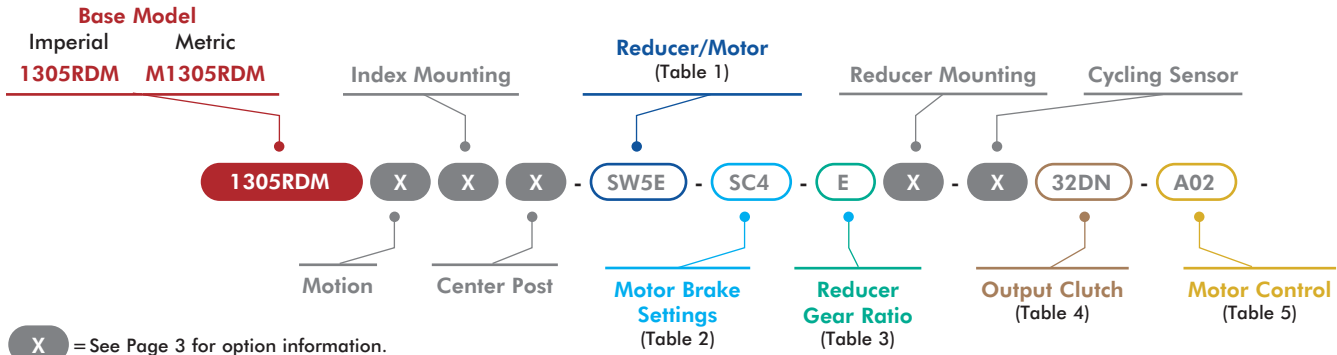 Base Model
Imperial Metric
1305RDM M1305RDM
Index Mounting
Reducer/Motor
(Table 1)
Reducer Mounting
Cycling Sensor
1305RDM X X X - SW5E - SC4 - E X - X 32DN - A02
Motion
Center Post
Motor Brake
Settings
(Table 2)
Reducer
Gear Ratio
(Table 3)
Output Clutch
(Table 4)
Motor Control
(Table 5)
X = See Page 3 for option information.